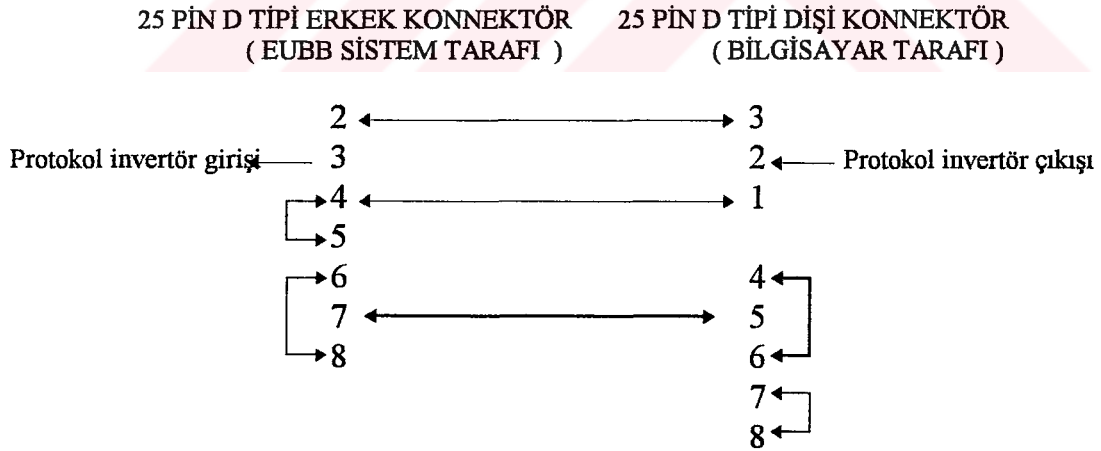 25 PİN D TİPİ ERKEK KONNEKTÖR 25 PİN D TİPİ DİŞİ KONNEKTÖR
( EUBB SİSTEM TARAFI ) ( BİLGİSAYAR TARAFI )
2 3
Protokol invertör girişi 3 2 Protokol invertör çıkışı
4 1
5
6 4
7 5
8 6
7
8